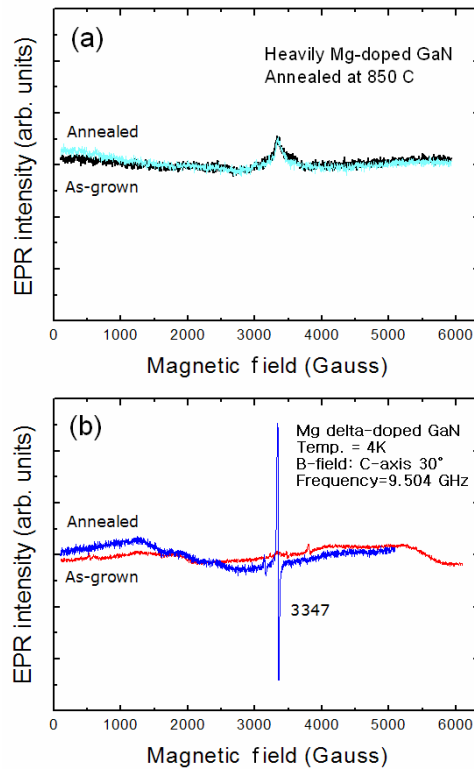 (a)
Heavily Mg-doped GaN
Annealed at 850 C
Annealed
As-grown
EPR intensity (arb. units)
0 1000 2000 3000 4000 5000 6000
Magnetic field (Gauss)
(b)
Mg delta-doped GaN
Temp. = 4K
B-field: C-axis 30°
Frequency=9.504 GHz
Annealed
As-grown
3347
EPR intensity (arb. units)
0 1000 2000 3000 4000 5000 6000
Magnetic field (Gauss)